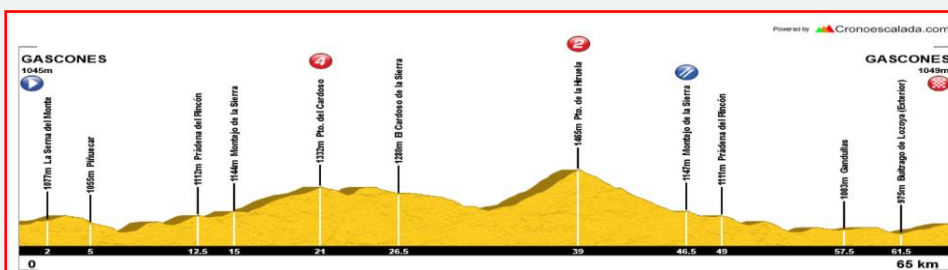 Powered by Cronoescalada.com
GASCONES
1045m
1077m La Serna del Monte
1055m Piñuecar
1112m Prádena del Rincón
1144m Montejo de la Sierra
4
1332m Pto. del Cardoso
1280m El Cardoso de la Sierra
2
1465m Pto. de la Hiruela
1147m Montejo de la Sierra
1111m Prádena del Rincón
1003m Gandullas
975m Buitrago de Lozoya (Exterior)
GASCONES
1049m
2 5 12.5 15 21 26.5 39 46.5 49 57.5 61.5
0 65 km